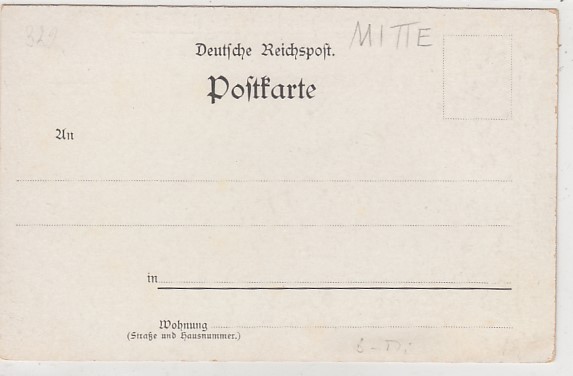 MITTE
Deutsche Reichspost.
Postkarte
An
in
Wohnung
(Straße und Hausnummer.)